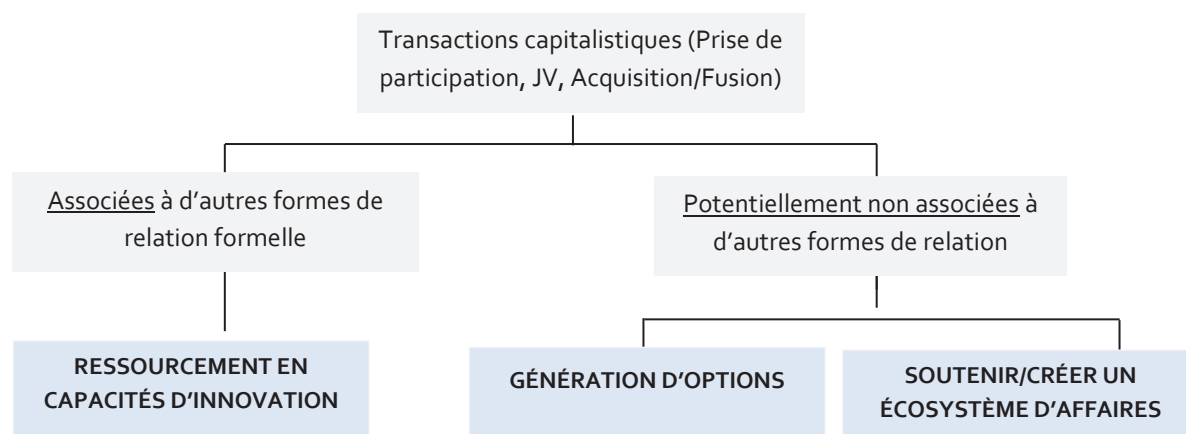 Transactions capitalistiques (Prise de
participation, JV, Acquisition/Fusion)
Associées à d'autres formes de
relation formelle
Potentiellement non associées à
d'autres formes de relation
RESSOURCEMENT EN
CAPACITÉS D'INNOVATION
GÉNÉRATION D'OPTIONS
SOUTENIR/CRÉER UN
ÉCOSYSTÈME D'AFFAIRES